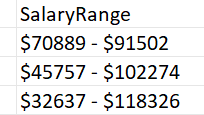 SalaryRange
$70889 - $91502
$45757 - $102274
$32637 - $118326